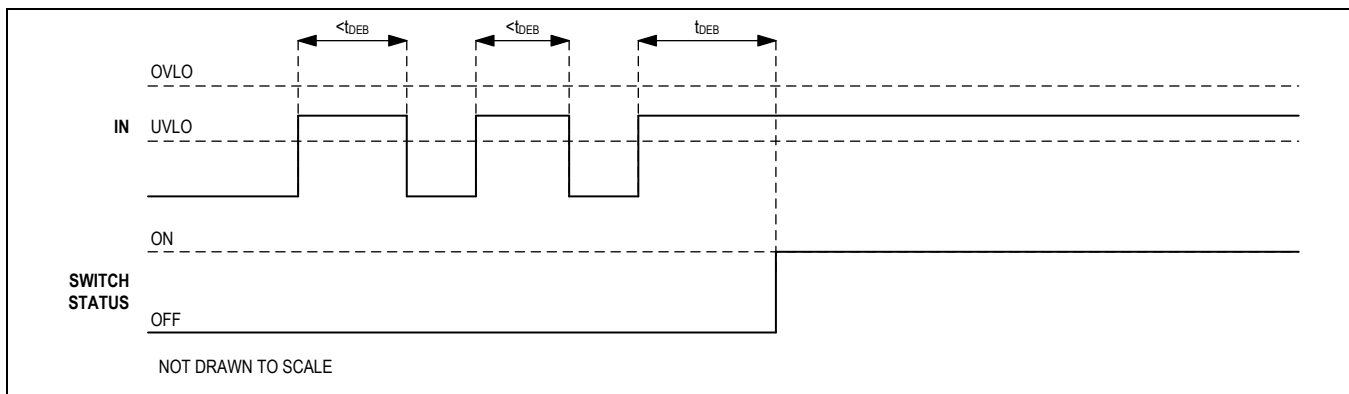 <tDEB <tDEB tDEB
OVLO
IN UVLO
ON
SWITCH
STATUS
OFF
NOT DRAWN TO SCALE